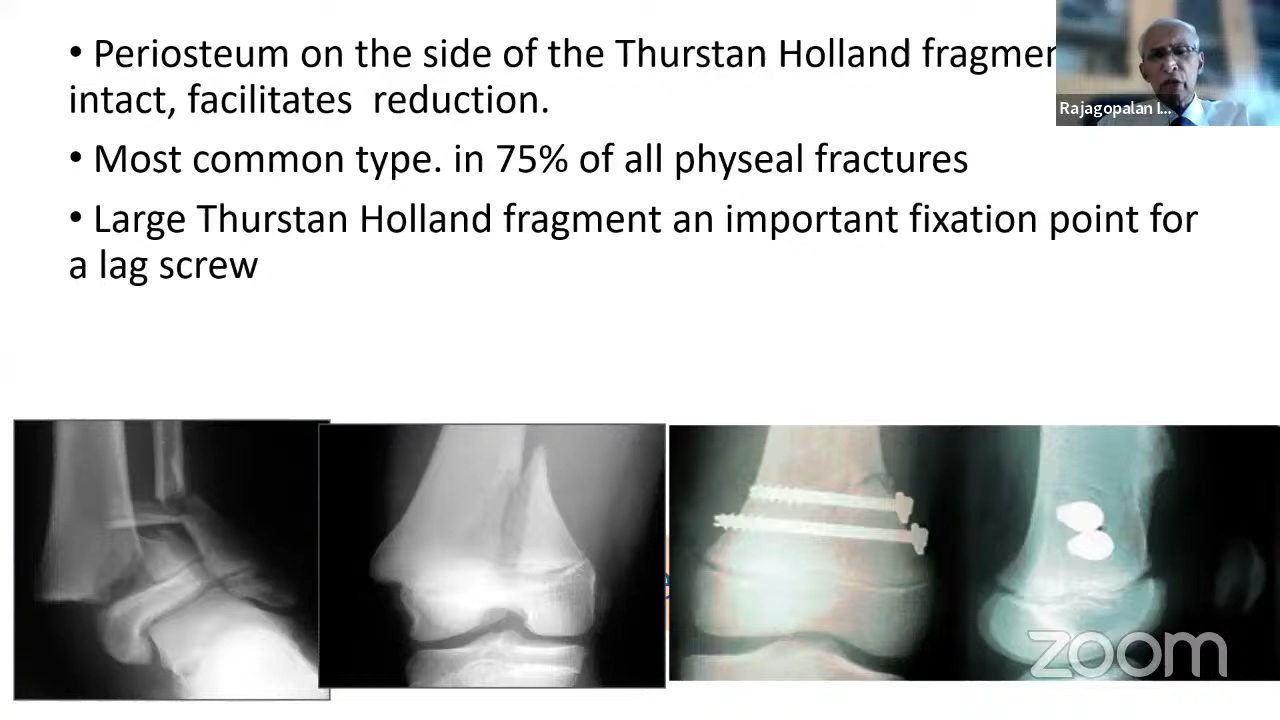 • Periosteum on the side of the Thurstan Holland
intact, facilitates reduction.
• Most common type. in 75% of all physeal fractures
• Large Thurstan Holland fragment an important fixation point for
a lag screw
Rajagopalan I...
zoom